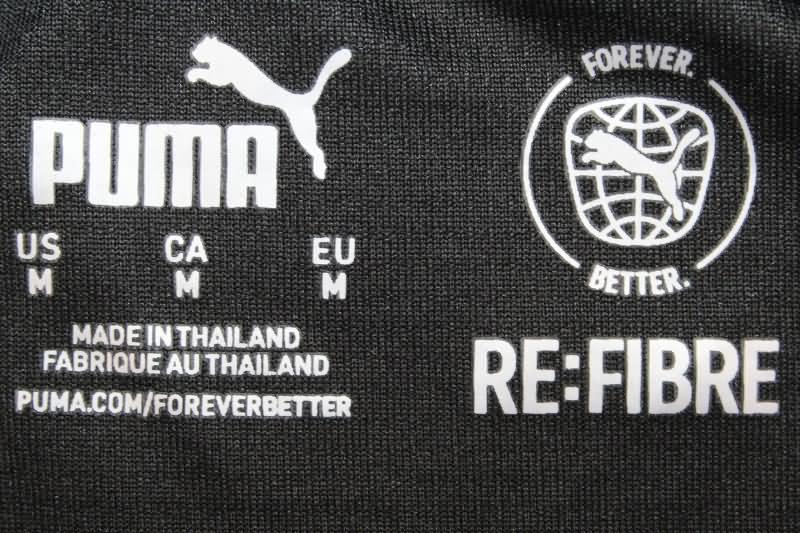 PUMA
US CA EU
M M M
MADE IN THAILAND
FABRIQUE AU THAILAND
PUMA.COM/FOREVERBETTER
FOREVER.
BETTER.
RE:FIBRE